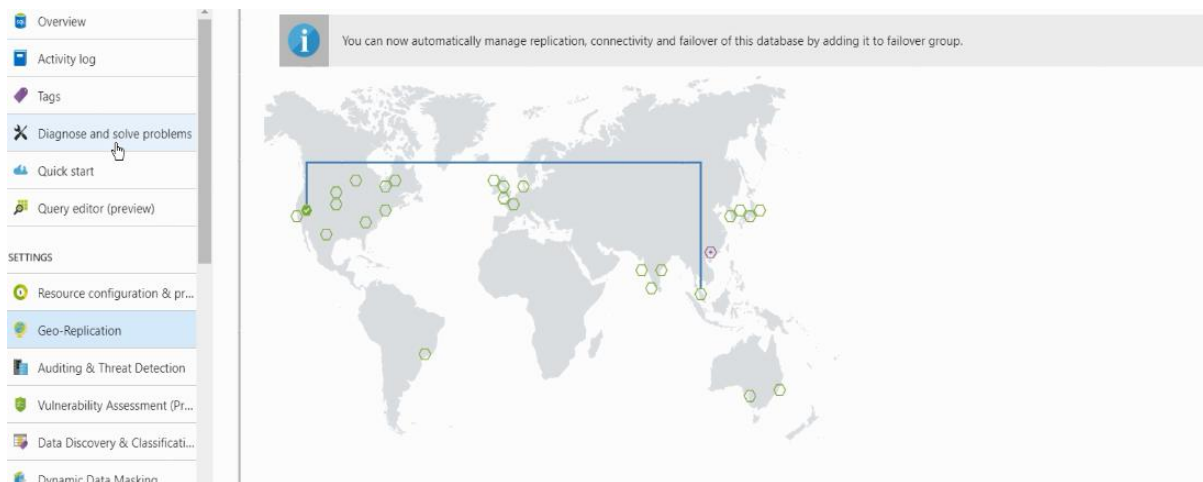 Overview
Activity log
Tags
Diagnose and solve problems
Quick start
Query editor (preview)
SETTINGS
Resource configuration & pr...
Geo-Replication
Auditing & Threat Detection
Vulnerability Assessment (Pr...
Data Discovery & Classificati...
Dynamic Data Masking
You can now automatically manage replication, connectivity and failover of this database by adding it to failover group.